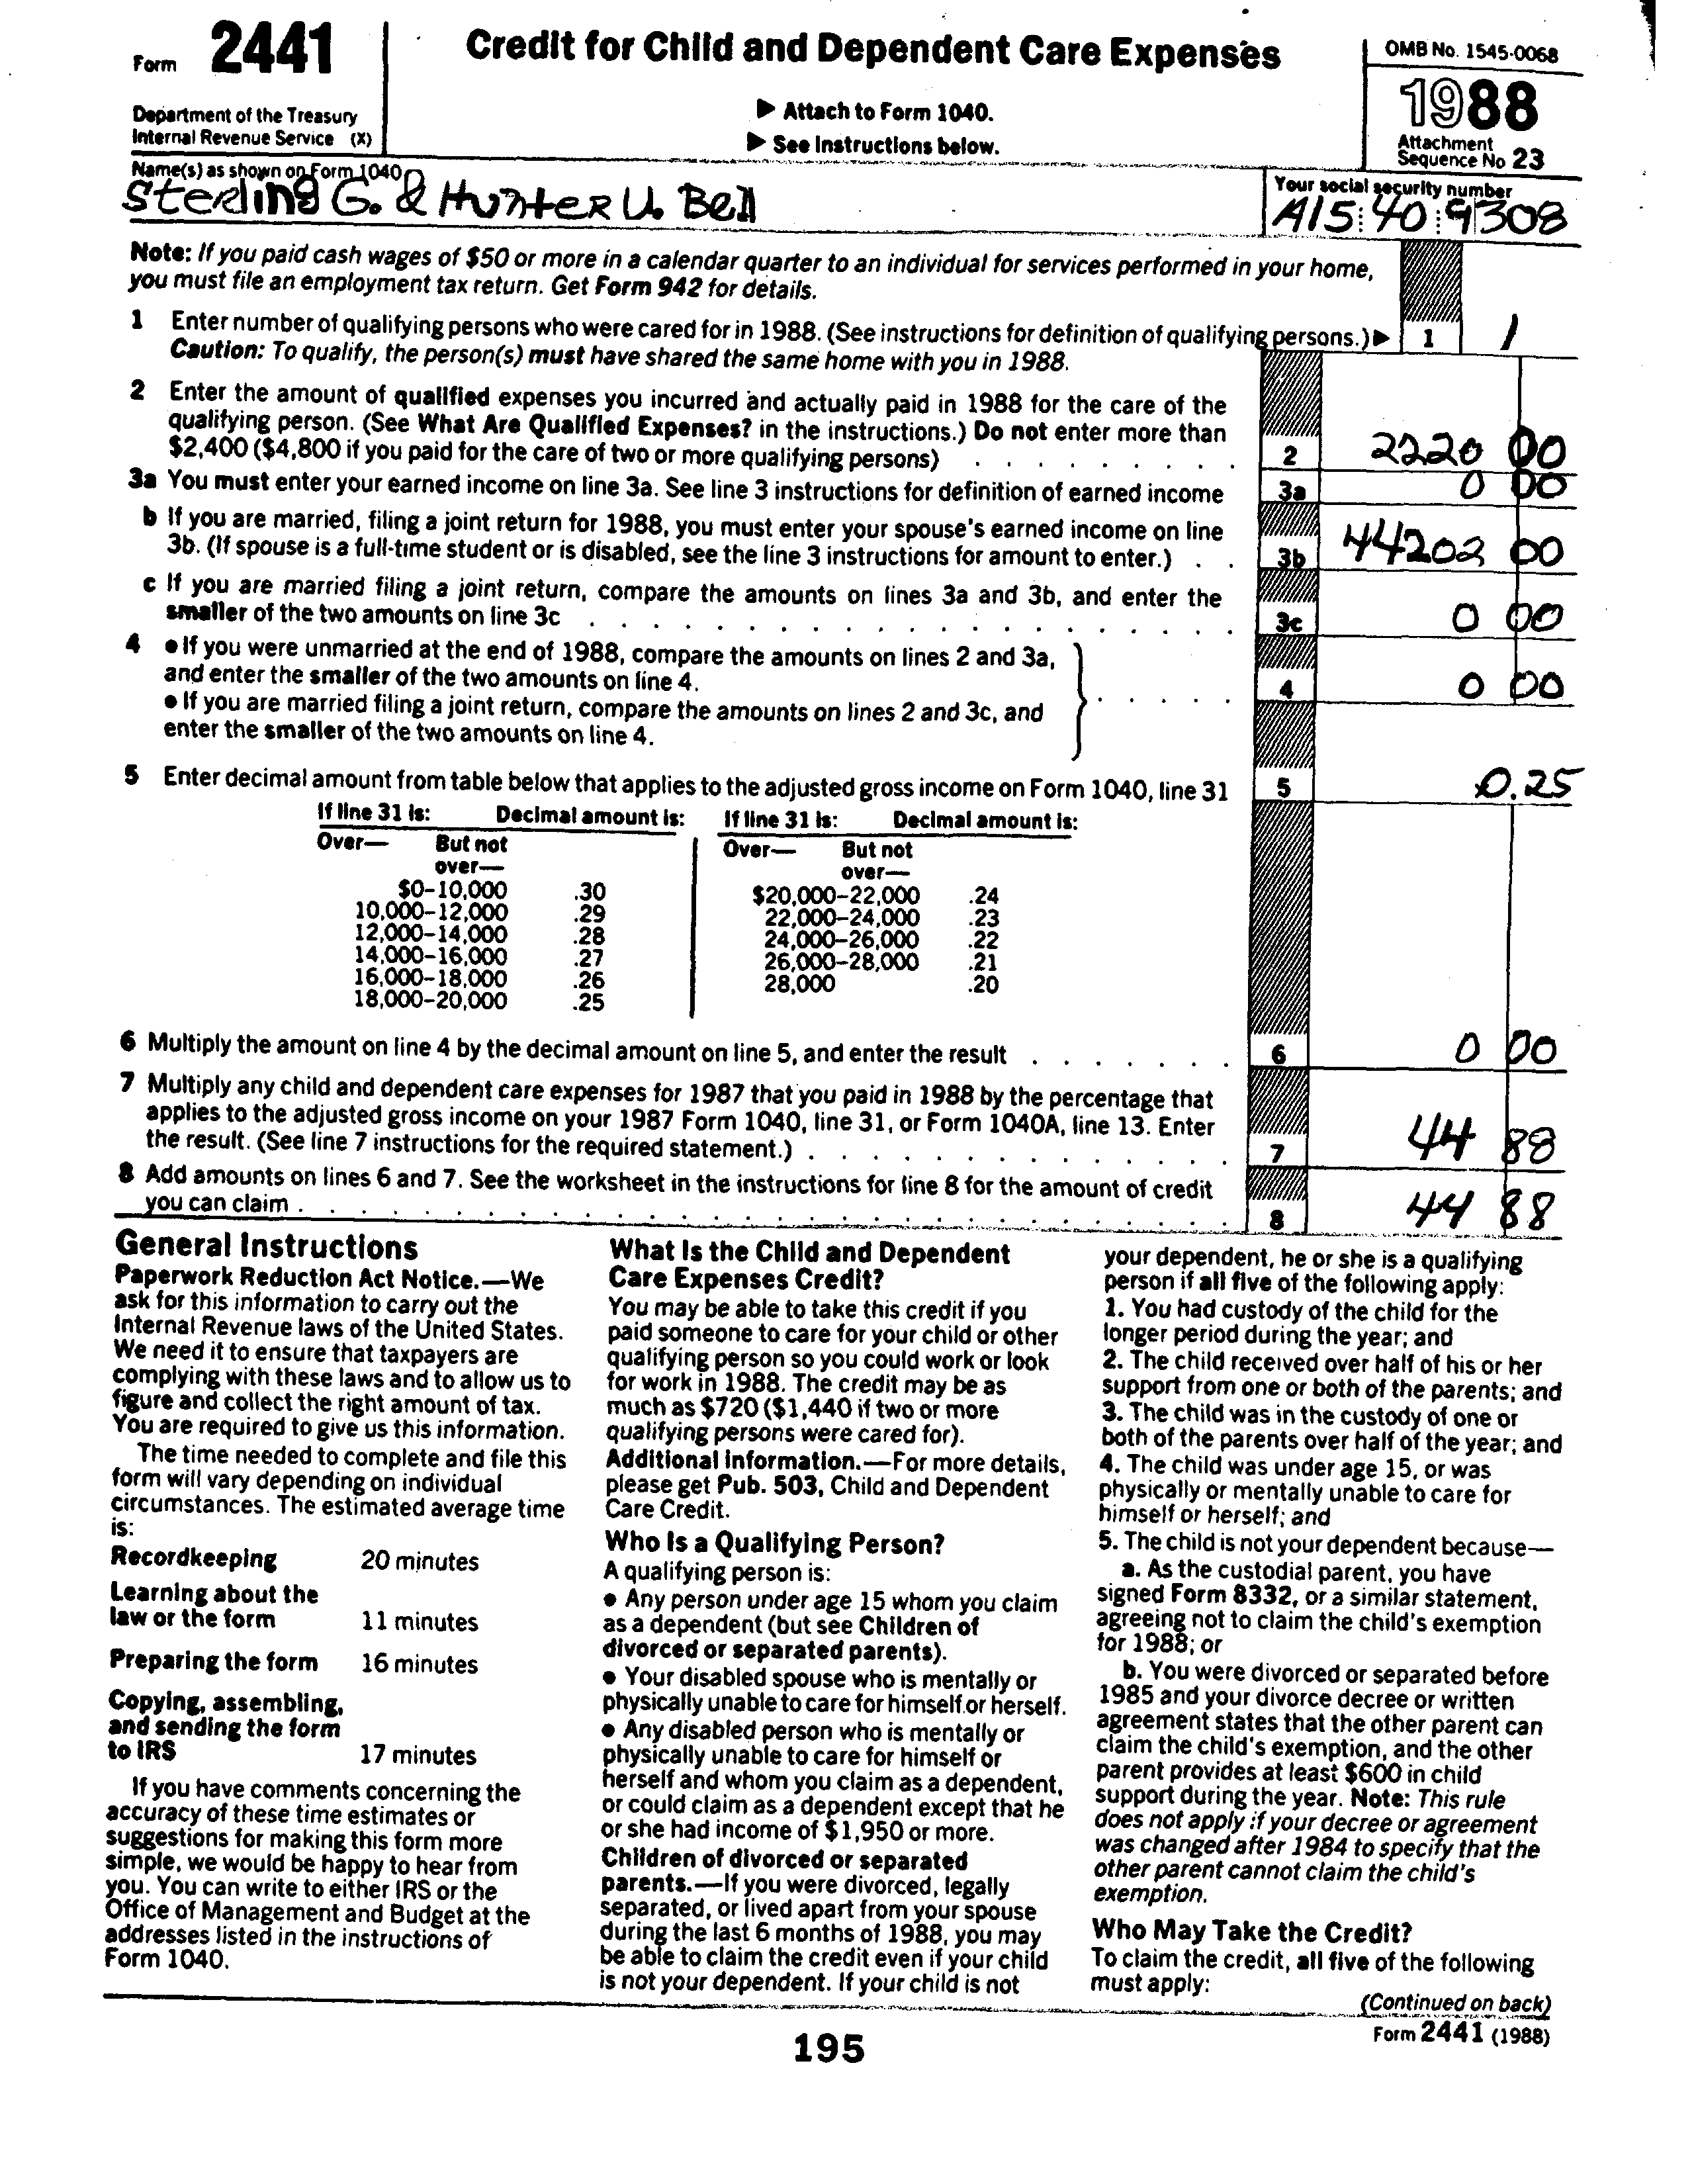 Form 2441
Credit for Child and Dependent Care Expenses
OMB No. 1545-0068
1988
Department of the Treasury
Internal Revenue Service (X)
▶ Attach to Form 1040.
▶ See Instructions below.
Attachment
Sequence No 23
Name(s) as shown on Form 1040
Sterling G. & Hunter U. Bell
Your social security number
A15:40:9308
Note: If you paid cash wages of $50 or more in a calendar quarter to an individual for services performed in your home,
you must file an employment tax return. Get Form 942 for details.
1 Enter number of qualifying persons who were cared for in 1988. (See instructions for definition of qualifying persons.)▶ 1 1
Caution: To qualify, the person(s) must have shared the same home with you in 1988.
2 Enter the amount of qualified expenses you incurred and actually paid in 1988 for the care of the
qualifying person. (See What Are Qualified Expenses? in the instructions.) Do not enter more than
$2,400 ($4,800 if you paid for the care of two or more qualifying persons) . . . . . . . . . 2 2220 00
3a You must enter your earned income on line 3a. See line 3 instructions for definition of earned income 3a 0 00
b If you are married, filing a joint return for 1988, you must enter your spouse's earned income on line
3b. (If spouse is a full-time student or is disabled, see the line 3 instructions for amount to enter.) . . 3b 44202 00
c If you are married filing a joint return, compare the amounts on lines 3a and 3b, and enter the
smaller of the two amounts on line 3c . . . . . . . . . . . . . . . . . . . . 3c 0 00
4 ● If you were unmarried at the end of 1988, compare the amounts on lines 2 and 3a,
and enter the smaller of the two amounts on line 4.
● If you are married filing a joint return, compare the amounts on lines 2 and 3c, and
enter the smaller of the two amounts on line 4.
. . . . . 4 0 00
5 Enter decimal amount from table below that applies to the adjusted gross income on Form 1040, line 31 5 0.25
If line 31 is: Decimal amount is: If line 31 is: Decimal amount is:
Over— But not over— Over— But not over—
$0–10,000 .30 $20,000–22,000 .24
10,000–12,000 .29 22,000–24,000 .23
12,000–14,000 .28 24,000–26,000 .22
14,000–16,000 .27 26,000–28,000 .21
16,000–18,000 .26 28,000 .20
18,000–20,000 .25
6 Multiply the amount on line 4 by the decimal amount on line 5, and enter the result . . . . . . . 6 0 00
7 Multiply any child and dependent care expenses for 1987 that you paid in 1988 by the percentage that
applies to the adjusted gross income on your 1987 Form 1040, line 31, or Form 1040A, line 13. Enter
the result. (See line 7 instructions for the required statement.) . . . . . . . . . . . . . 7 44 88
8 Add amounts on lines 6 and 7. See the worksheet in the instructions for line 8 for the amount of credit
you can claim . . . . . . . . . . . . . . . . . . . . . . . . . . . . . 8 44 88
General Instructions
Paperwork Reduction Act Notice.—We
ask for this information to carry out the
Internal Revenue laws of the United States.
We need it to ensure that taxpayers are
complying with these laws and to allow us to
figure and collect the right amount of tax.
You are required to give us this information.
The time needed to complete and file this
form will vary depending on individual
circumstances. The estimated average time
is:
Recordkeeping 20 minutes
Learning about the
law or the form 11 minutes
Preparing the form 16 minutes
Copying, assembling,
and sending the form
to IRS 17 minutes
If you have comments concerning the
accuracy of these time estimates or
suggestions for making this form more
simple, we would be happy to hear from
you. You can write to either IRS or the
Office of Management and Budget at the
addresses listed in the instructions of
Form 1040.
What Is the Child and Dependent
Care Expenses Credit?
You may be able to take this credit if you
paid someone to care for your child or other
qualifying person so you could work or look
for work in 1988. The credit may be as
much as $720 ($1,440 if two or more
qualifying persons were cared for).
Additional Information.—For more details,
please get Pub. 503, Child and Dependent
Care Credit.
Who Is a Qualifying Person?
A qualifying person is:
● Any person under age 15 whom you claim
as a dependent (but see Children of
divorced or separated parents).
● Your disabled spouse who is mentally or
physically unable to care for himself or herself.
● Any disabled person who is mentally or
physically unable to care for himself or
herself and whom you claim as a dependent,
or could claim as a dependent except that he
or she had income of $1,950 or more.
Children of divorced or separated
parents.—If you were divorced, legally
separated, or lived apart from your spouse
during the last 6 months of 1988, you may
be able to claim the credit even if your child
is not your dependent. If your child is not
your dependent, he or she is a qualifying
person if all five of the following apply:
1. You had custody of the child for the
longer period during the year; and
2. The child received over half of his or her
support from one or both of the parents; and
3. The child was in the custody of one or
both of the parents over half of the year; and
4. The child was under age 15, or was
physically or mentally unable to care for
himself or herself; and
5. The child is not your dependent because—
a. As the custodial parent, you have
signed Form 8332, or a similar statement,
agreeing not to claim the child's exemption
for 1988; or
b. You were divorced or separated before
1985 and your divorce decree or written
agreement states that the other parent can
claim the child's exemption, and the other
parent provides at least $600 in child
support during the year. Note: This rule
does not apply if your decree or agreement
was changed after 1984 to specify that the
other parent cannot claim the child's
exemption.
Who May Take the Credit?
To claim the credit, all five of the following
must apply:
(Continued on back)
Form 2441 (1988)
195